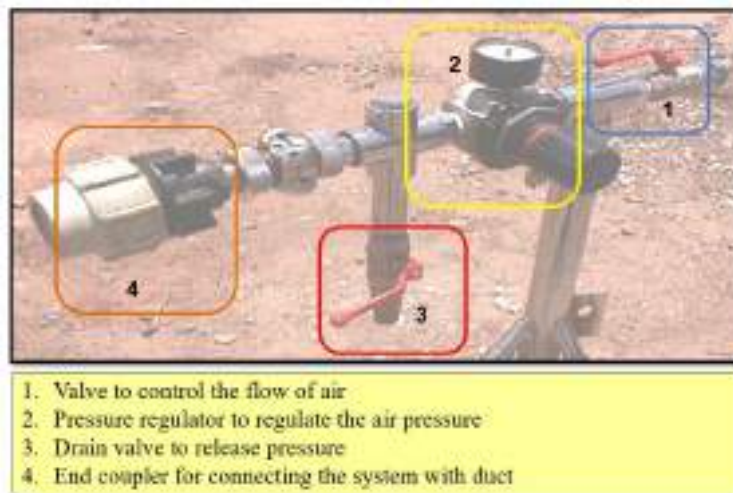 2
1
4
3
1. Valve to control the flow of air
2. Pressure regulator to regulate the air pressure
3. Drain valve to release pressure
4. End coupler for connecting the system with duct